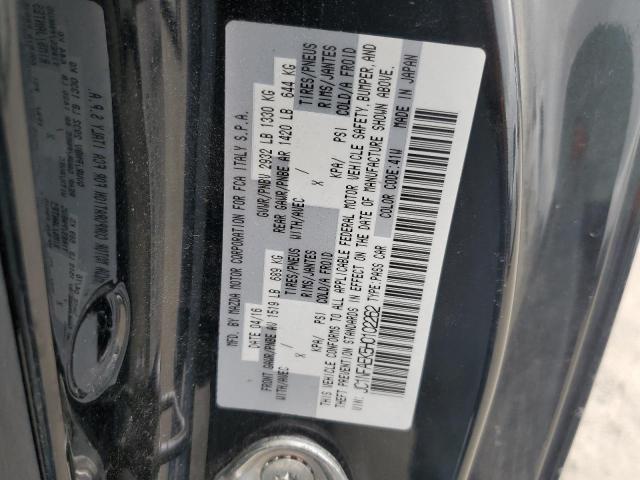 MFD. BY MAZDA MOTOR CORPORATION FOR FCA ITALY S.P.A.
DATE 04/16 GVWR/PNBV 2932 LB 1330 KG
FRONT GAWR/PNBE AV 1519 LB 689 KG REAR GAWR/PNBE AR 1420 LB 644 KG
WITH/AVEC TIRES/PNEUS WITH/AVEC TIRES/PNEUS
X RIMS/JANTES X RIMS/JANTES
KPA/ PSI COLD/A FROID KPA/ PSI COLD/A FROID
THIS VEHICLE CONFORMS TO ALL APPLICABLE FEDERAL MOTOR VEHICLE SAFETY, BUMPER, AND
THEFT PREVENTION STANDARDS IN EFFECT ON THE DATE OF MANUFACTURE SHOWN ABOVE.
VIN: TYPE:PASS CAR COLOR CODE:41W MADE IN JAPAN